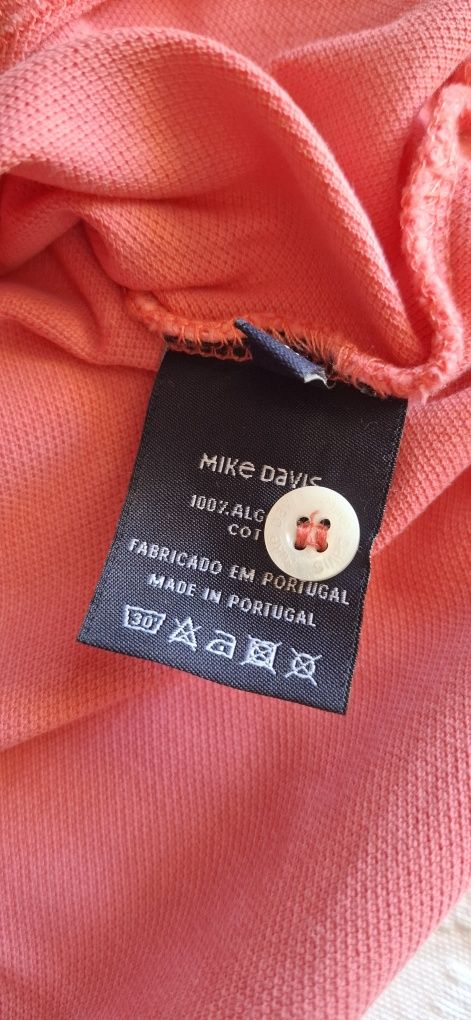 MIKE DAVIS
100% ALG
COT
FABRICADO EM PORTUGAL
MADE IN PORTUGAL
30